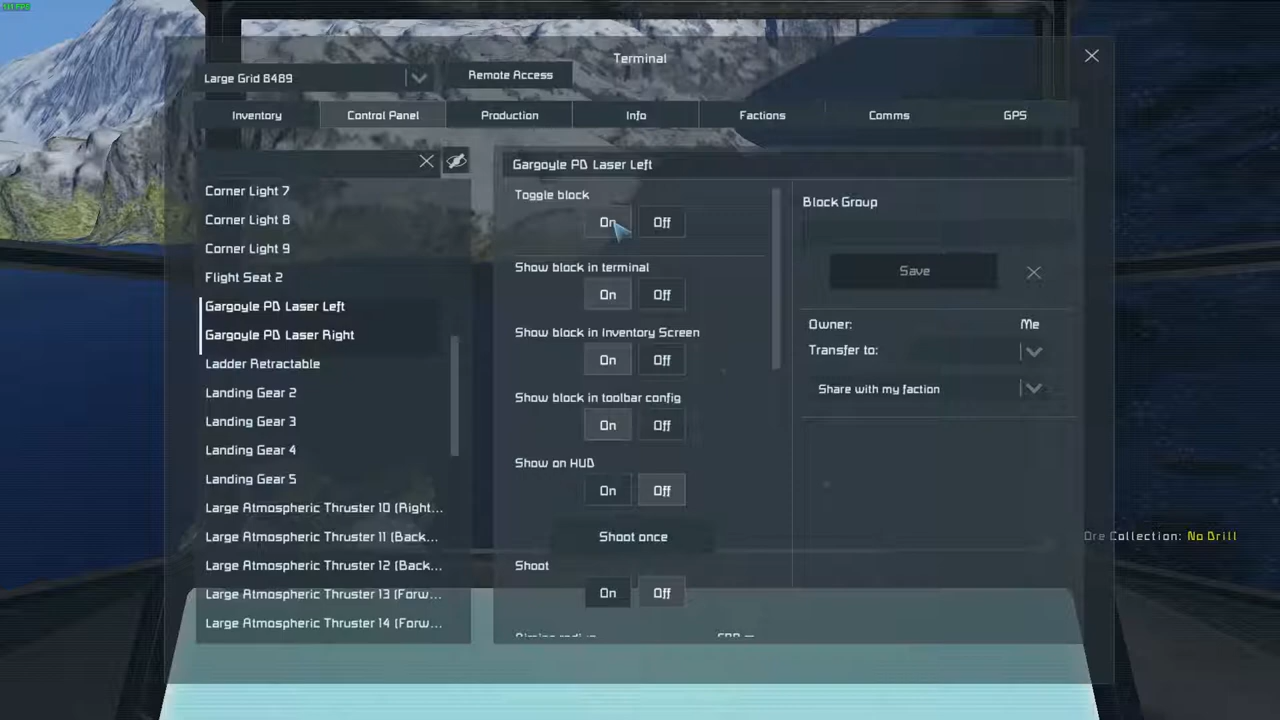 Terminal
Large Grid 8489
Remote Access
Inventory
Control Panel
Production
Info
Factions
Comms
GPS
Corner Light 7
Corner Light 8
Corner Light 9
Flight Seat 2
Gargoyle PD Laser Left
Gargoyle PD Laser Right
Ladder Retractable
Landing Gear 2
Landing Gear 3
Landing Gear 4
Landing Gear 5
Large Atmospheric Thruster 10 (Right...
Large Atmospheric Thruster 11 (Back...
Large Atmospheric Thruster 12 (Back...
Large Atmospheric Thruster 13 (Forw...
Large Atmospheric Thruster 14 (Forw...
Gargoyle PD Laser Left
Toggle block
On Off
Show block in terminal
On Off
Show block in Inventory Screen
On Off
Show block in toolbar config
On Off
Show on HUD
On Off
Shoot once
Shoot
On Off
Block Group
Save
Owner: Me
Transfer to:
Share with my faction
Ore Collection: No Drill